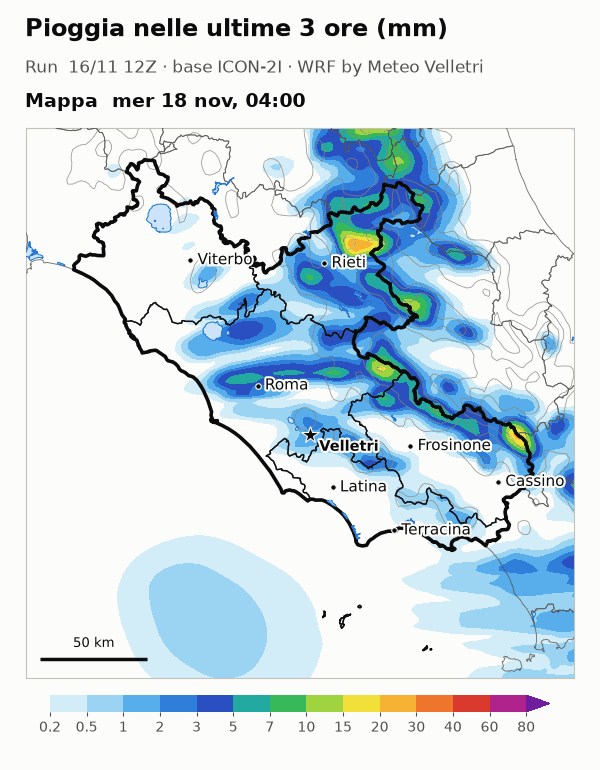 Pioggia nelle ultime 3 ore (mm)
Run  16/11 12Z · base ICON-2I · WRF by Meteo Velletri
Mappa  mer 18 nov, 04:00
Viterbo
Rieti
Roma
Velletri
Frosinone
Cassino
Latina
Terracina
50 km
0.2 0.5 1 2 3 5 7 10 15 20 30 40 60 80